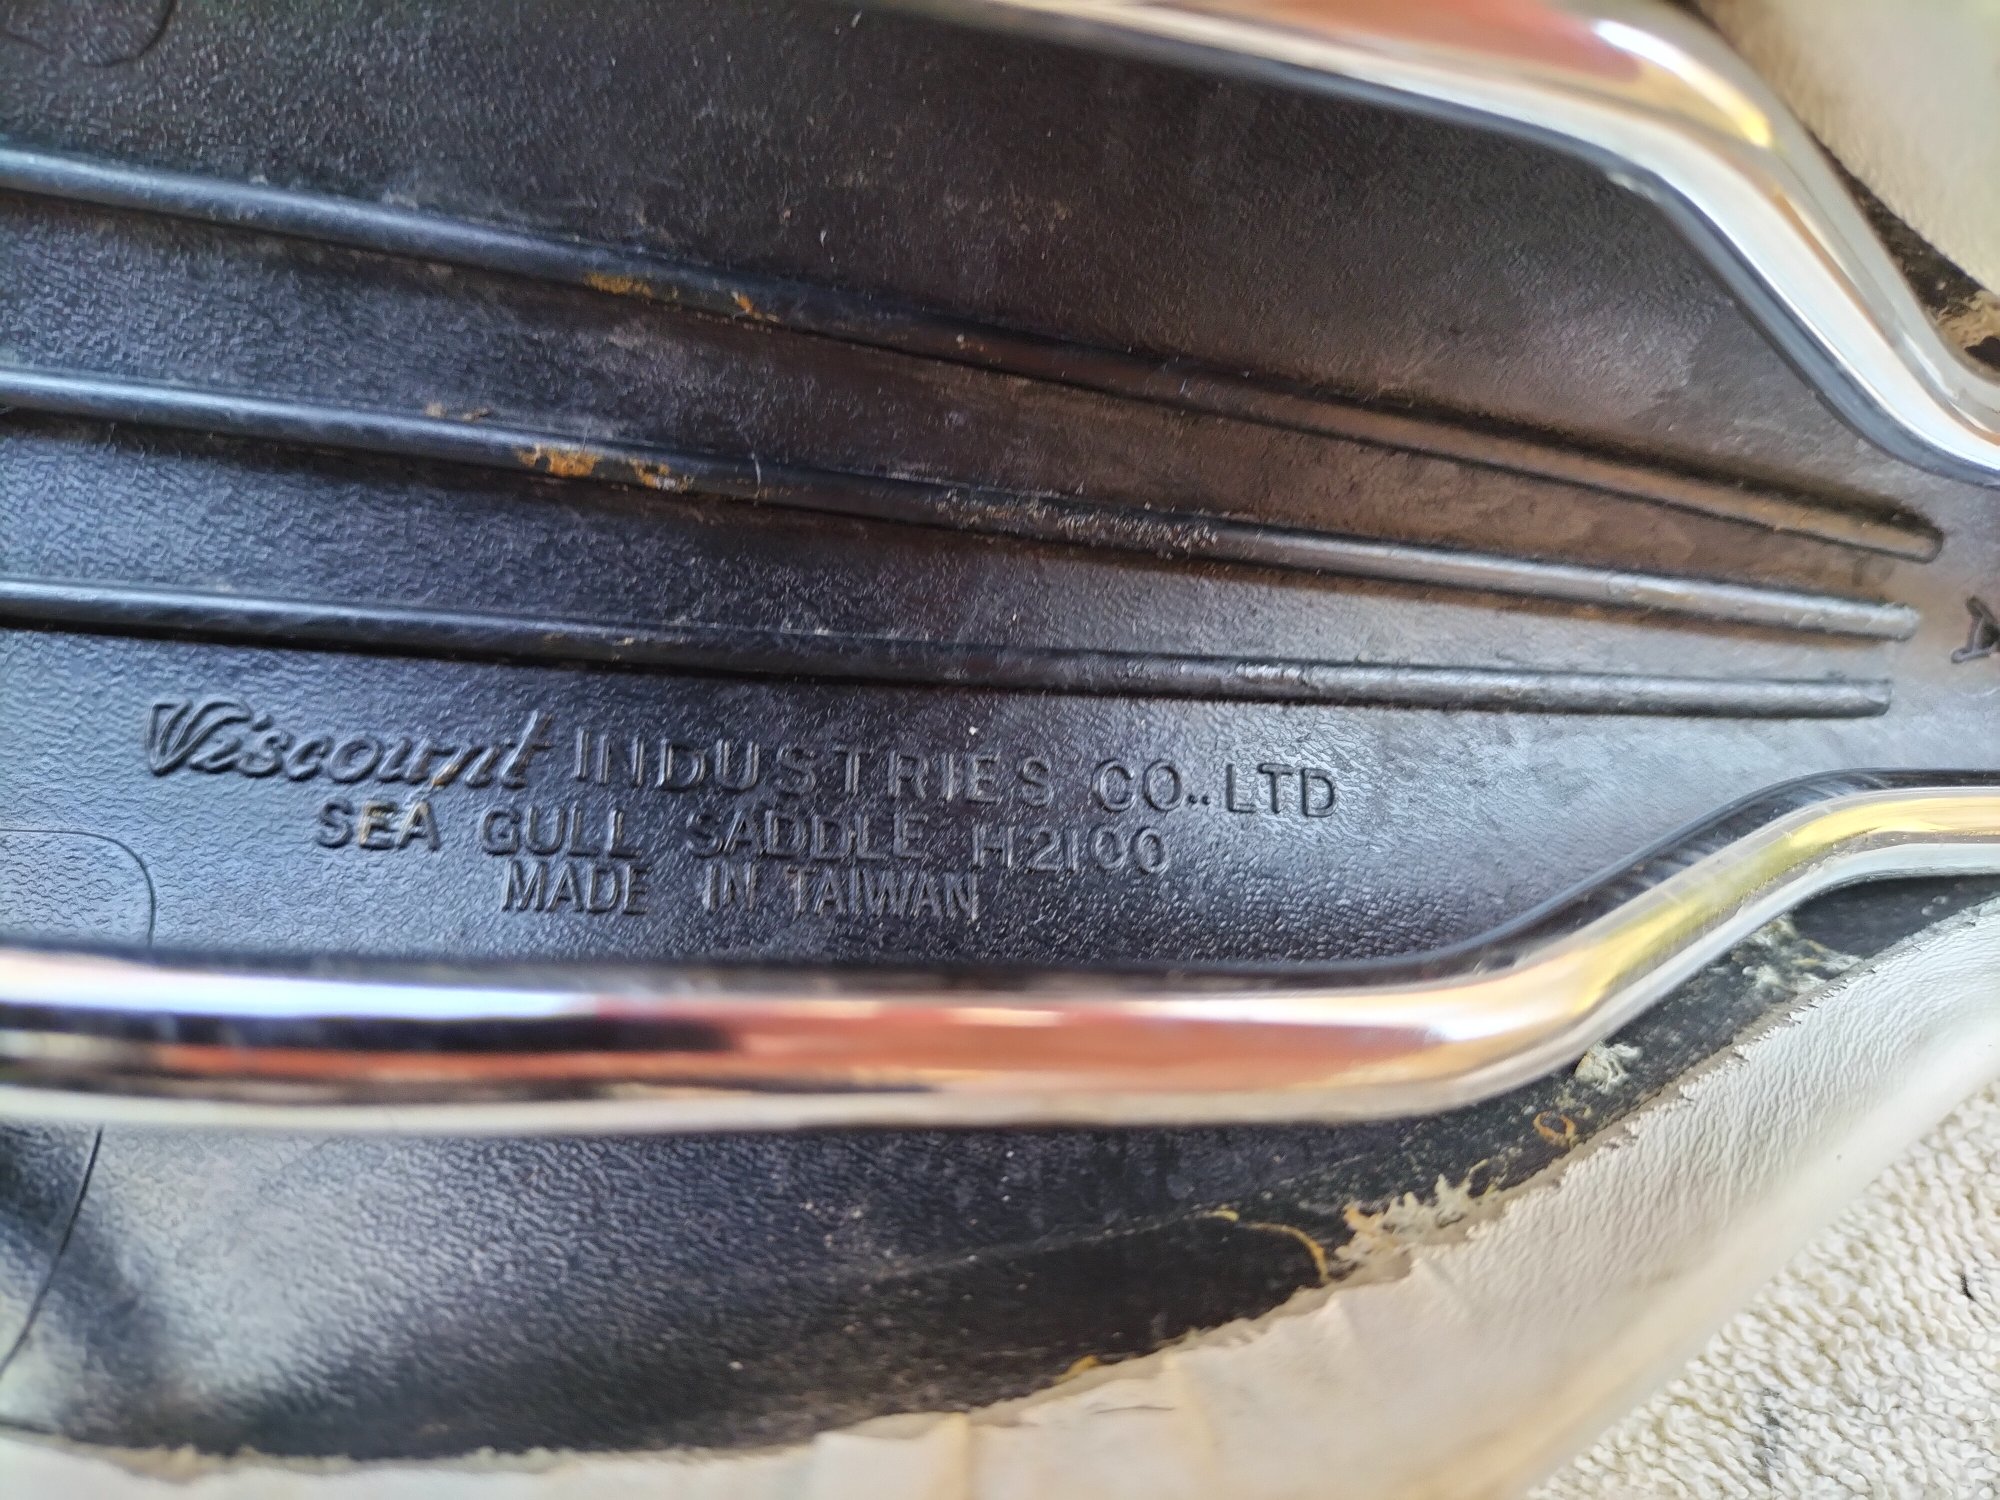 Viscount INDUSTRIES CO.. LTD
SEA GULL SADDLE H2100
MADE IN TAIWAN